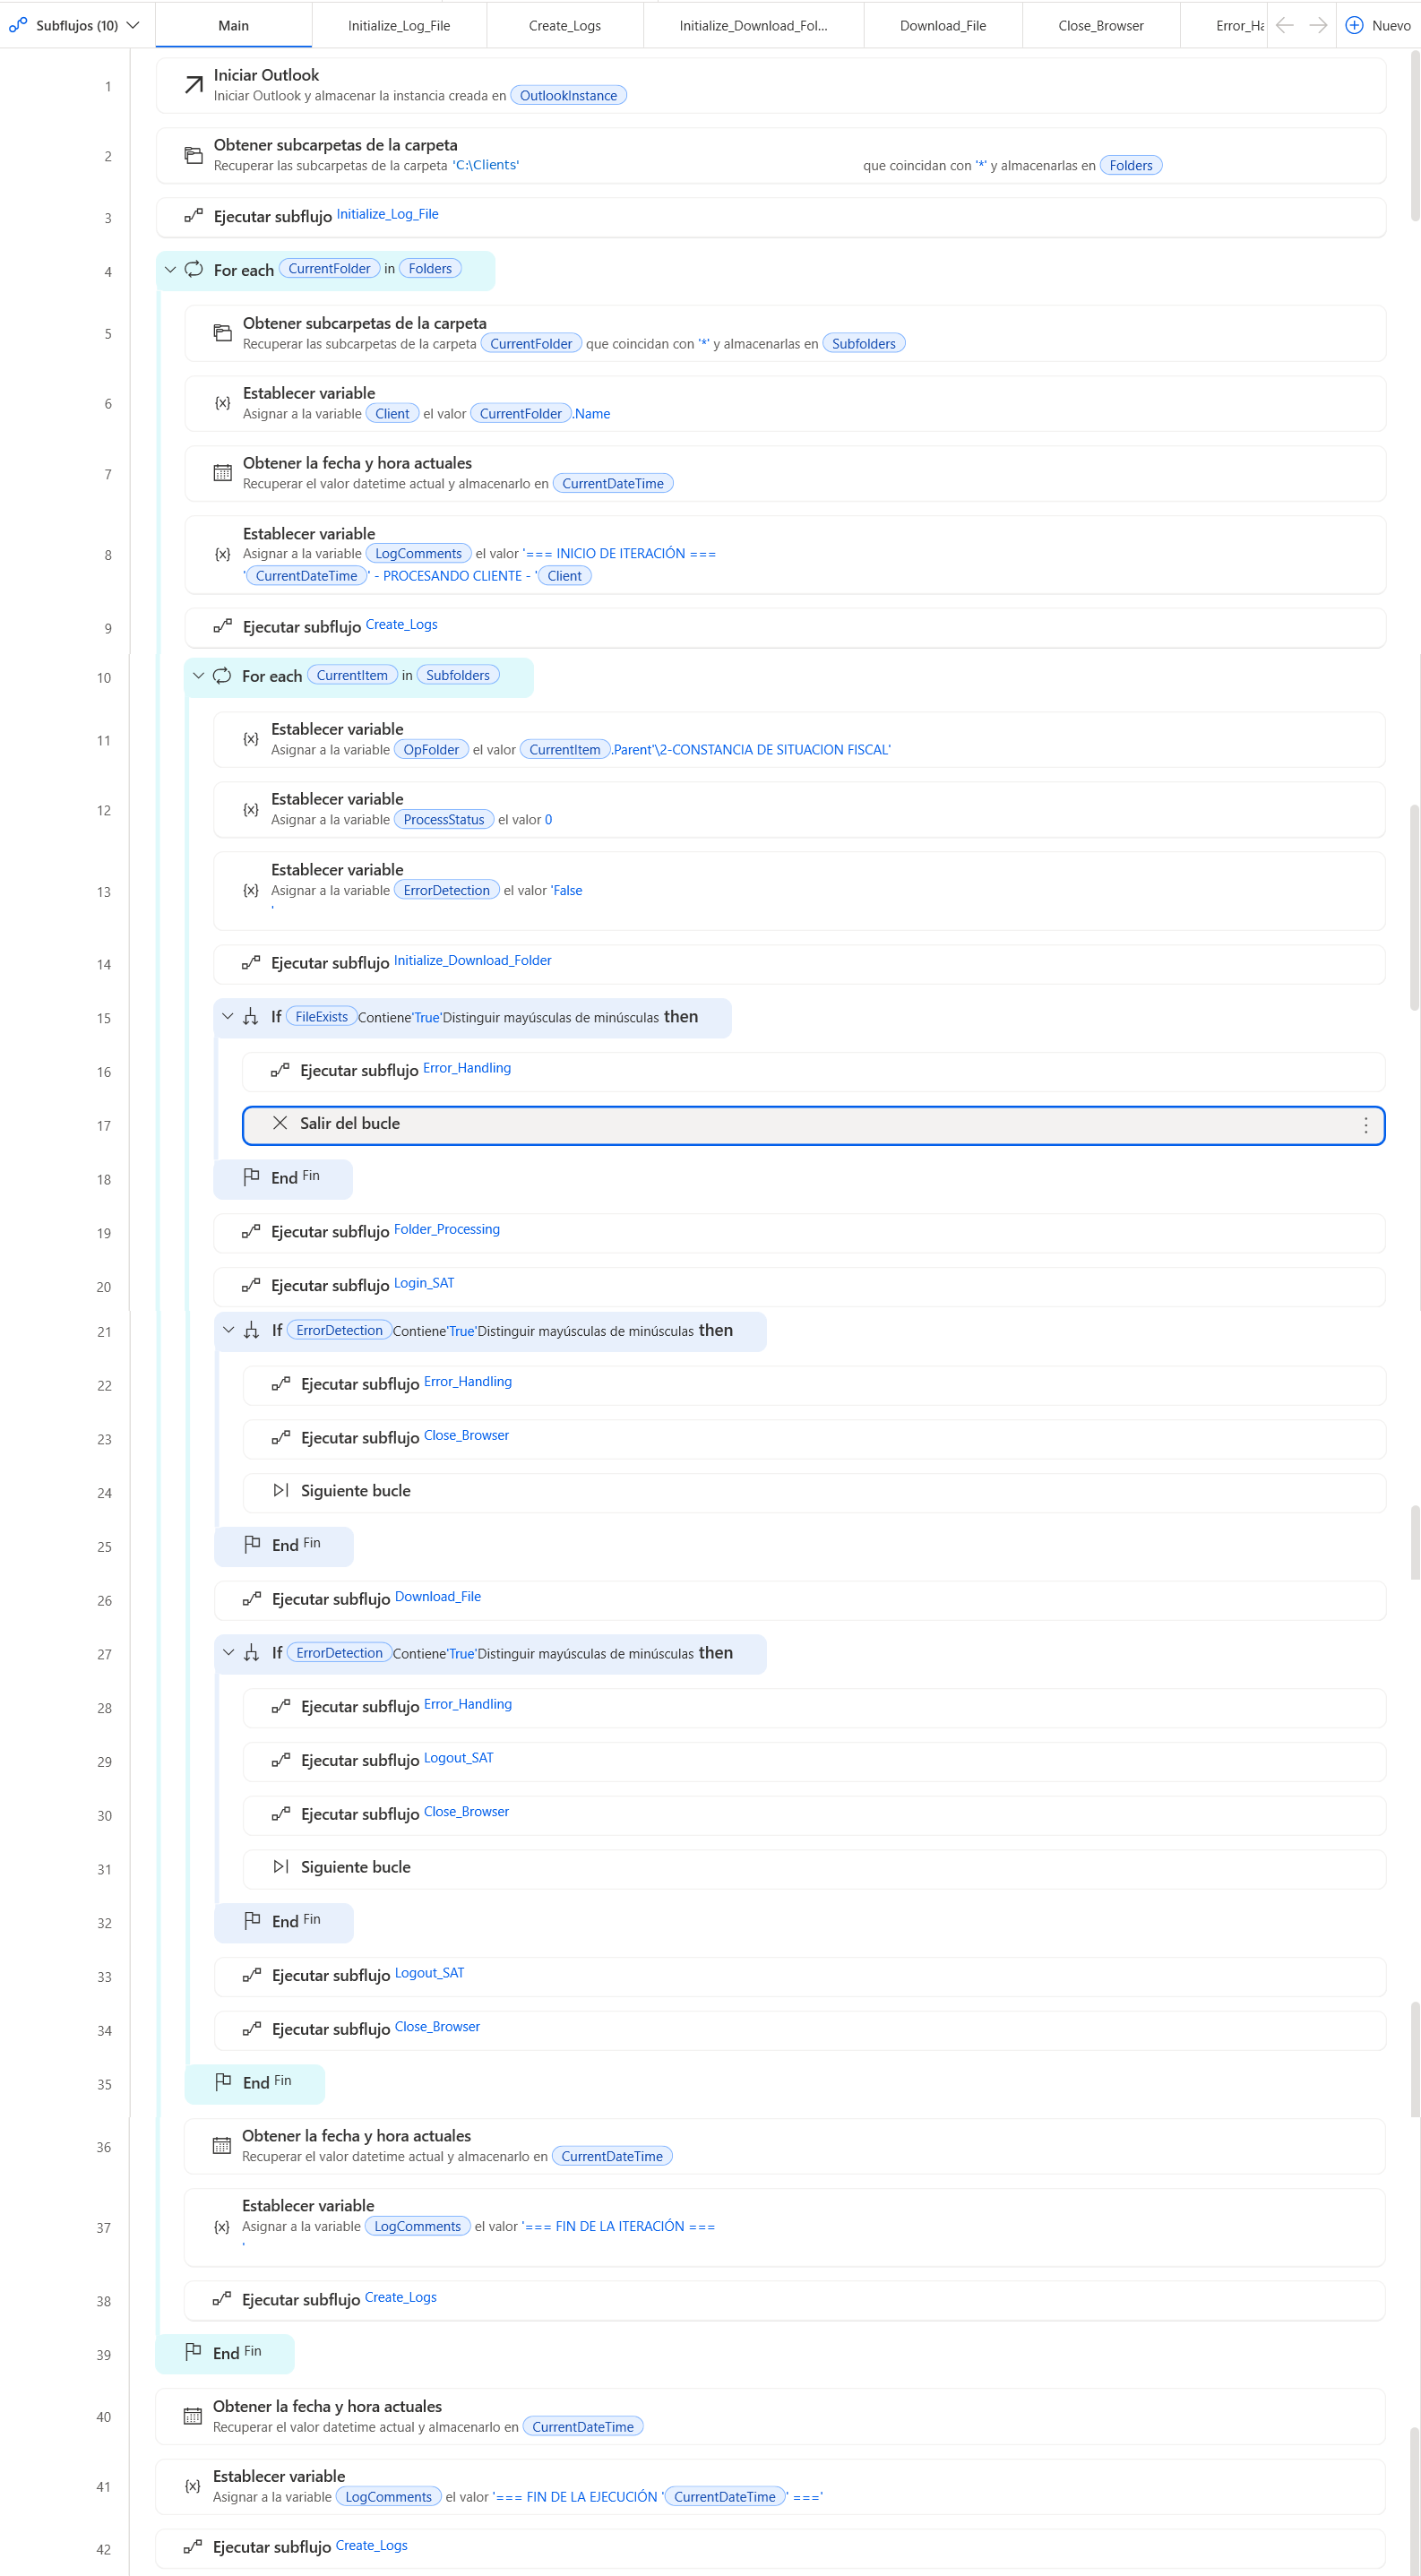 Subflujos (10) Main Initialize_Log_File Create_Logs Initialize_Download_Fol... Download_File Close_Browser Error_Ha Nuevo
1 Iniciar Outlook
Iniciar Outlook y almacenar la instancia creada en OutlookInstance
2 Obtener subcarpetas de la carpeta
Recuperar las subcarpetas de la carpeta 'C:\Clients' que coincidan con '*' y almacenarlas en Folders
3 Ejecutar subflujo Initialize_Log_File
4 For each CurrentFolder in Folders
5 Obtener subcarpetas de la carpeta
Recuperar las subcarpetas de la carpeta CurrentFolder que coincidan con '*' y almacenarlas en Subfolders
6 Establecer variable
Asignar a la variable Client el valor CurrentFolder .Name
7 Obtener la fecha y hora actuales
Recuperar el valor datetime actual y almacenarlo en CurrentDateTime
8 Establecer variable
Asignar a la variable LogComments el valor '=== INICIO DE ITERACIÓN ===
' CurrentDateTime ' - PROCESANDO CLIENTE - ' Client
9 Ejecutar subflujo Create_Logs
10 For each CurrentItem in Subfolders
11 Establecer variable
Asignar a la variable OpFolder el valor CurrentItem .Parent'\2-CONSTANCIA DE SITUACION FISCAL'
12 Establecer variable
Asignar a la variable ProcessStatus el valor 0
13 Establecer variable
Asignar a la variable ErrorDetection el valor 'False
'
14 Ejecutar subflujo Initialize_Download_Folder
15 If FileExists Contiene'True'Distinguir mayúsculas de minúsculas then
16 Ejecutar subflujo Error_Handling
17 Salir del bucle
18 End Fin
19 Ejecutar subflujo Folder_Processing
20 Ejecutar subflujo Login_SAT
21 If ErrorDetection Contiene'True'Distinguir mayúsculas de minúsculas then
22 Ejecutar subflujo Error_Handling
23 Ejecutar subflujo Close_Browser
24 Siguiente bucle
25 End Fin
26 Ejecutar subflujo Download_File
27 If ErrorDetection Contiene'True'Distinguir mayúsculas de minúsculas then
28 Ejecutar subflujo Error_Handling
29 Ejecutar subflujo Logout_SAT
30 Ejecutar subflujo Close_Browser
31 Siguiente bucle
32 End Fin
33 Ejecutar subflujo Logout_SAT
34 Ejecutar subflujo Close_Browser
35 End Fin
36 Obtener la fecha y hora actuales
Recuperar el valor datetime actual y almacenarlo en CurrentDateTime
37 Establecer variable
Asignar a la variable LogComments el valor '=== FIN DE LA ITERACIÓN ===
'
38 Ejecutar subflujo Create_Logs
39 End Fin
40 Obtener la fecha y hora actuales
Recuperar el valor datetime actual y almacenarlo en CurrentDateTime
41 Establecer variable
Asignar a la variable LogComments el valor '=== FIN DE LA EJECUCIÓN ' CurrentDateTime ' ==='
42 Ejecutar subflujo Create_Logs